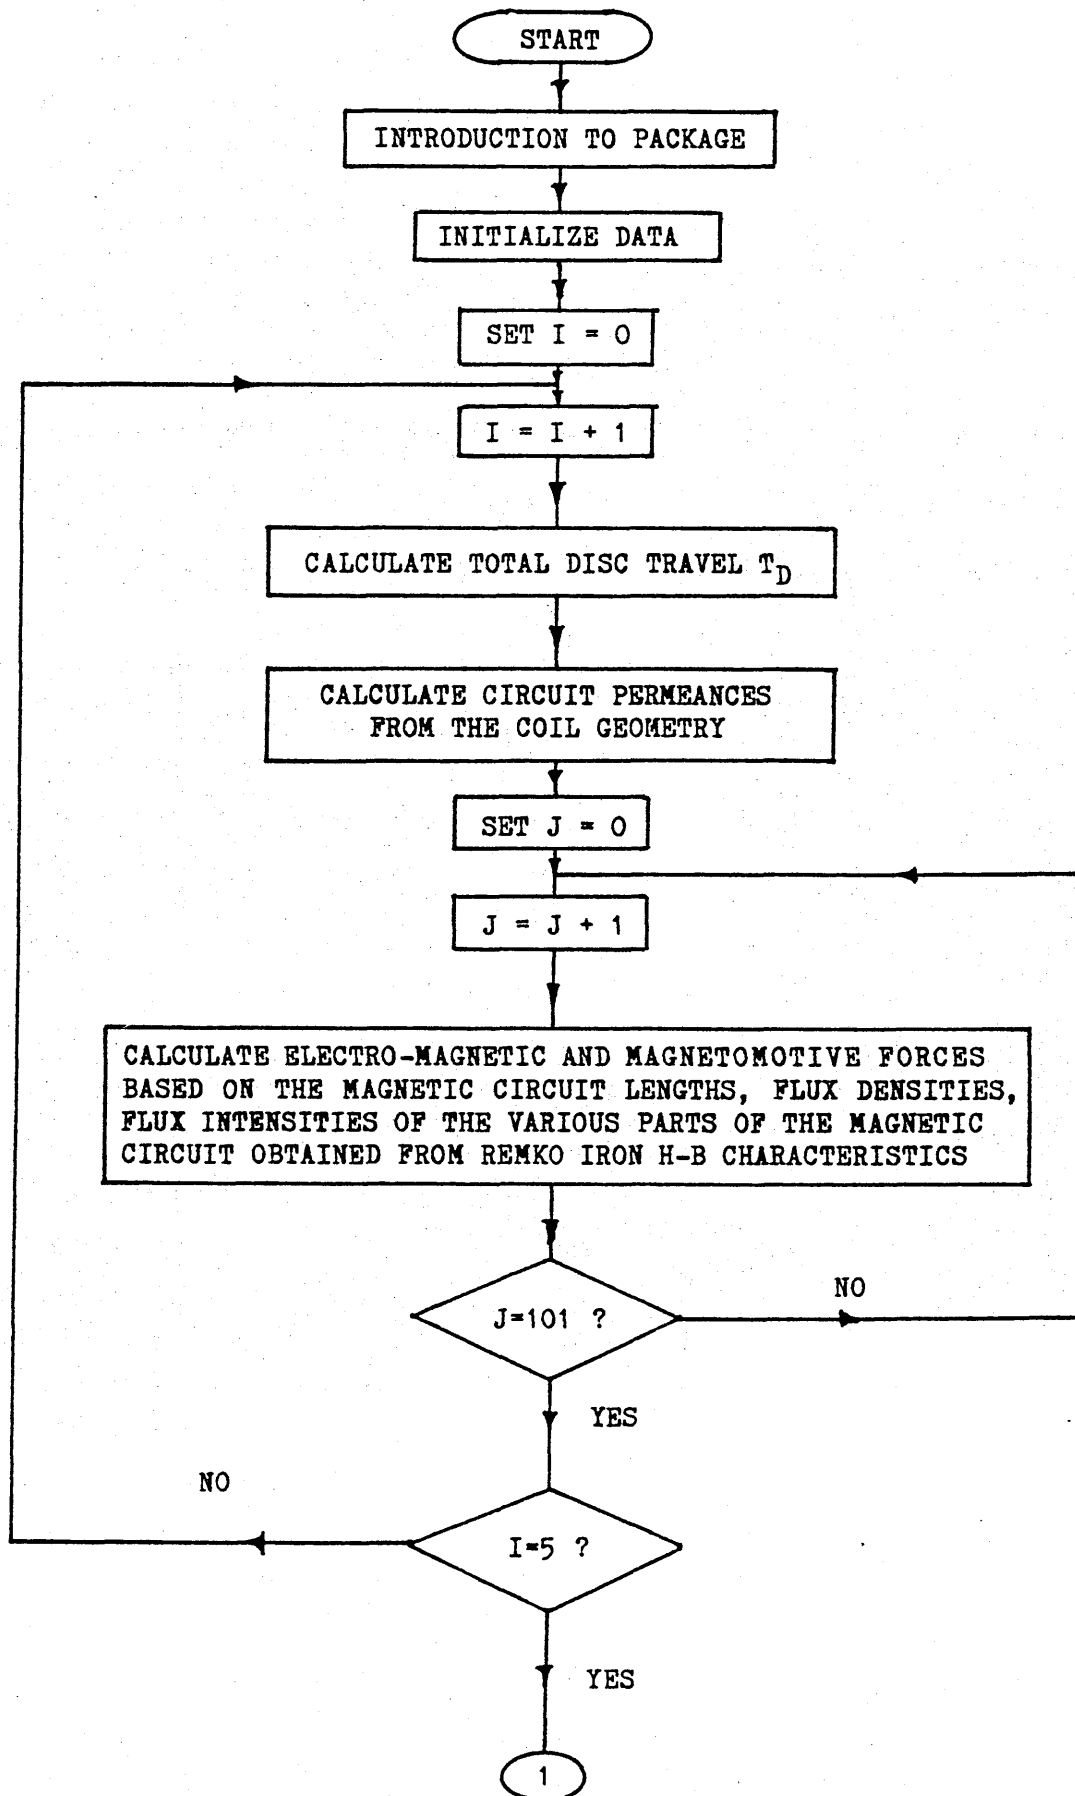 START
INTRODUCTION TO PACKAGE
INITIALIZE DATA
SET I = 0
I = I + 1
CALCULATE TOTAL DISC TRAVEL T_D
CALCULATE CIRCUIT PERMEANCES
FROM THE COIL GEOMETRY
SET J = 0
J = J + 1
CALCULATE ELECTRO-MAGNETIC AND MAGNETOMOTIVE FORCES
BASED ON THE MAGNETIC CIRCUIT LENGTHS, FLUX DENSITIES,
FLUX INTENSITIES OF THE VARIOUS PARTS OF THE MAGNETIC
CIRCUIT OBTAINED FROM REMKO IRON H-B CHARACTERISTICS
J=101 ?
NO
YES
NO
I=5 ?
YES
1